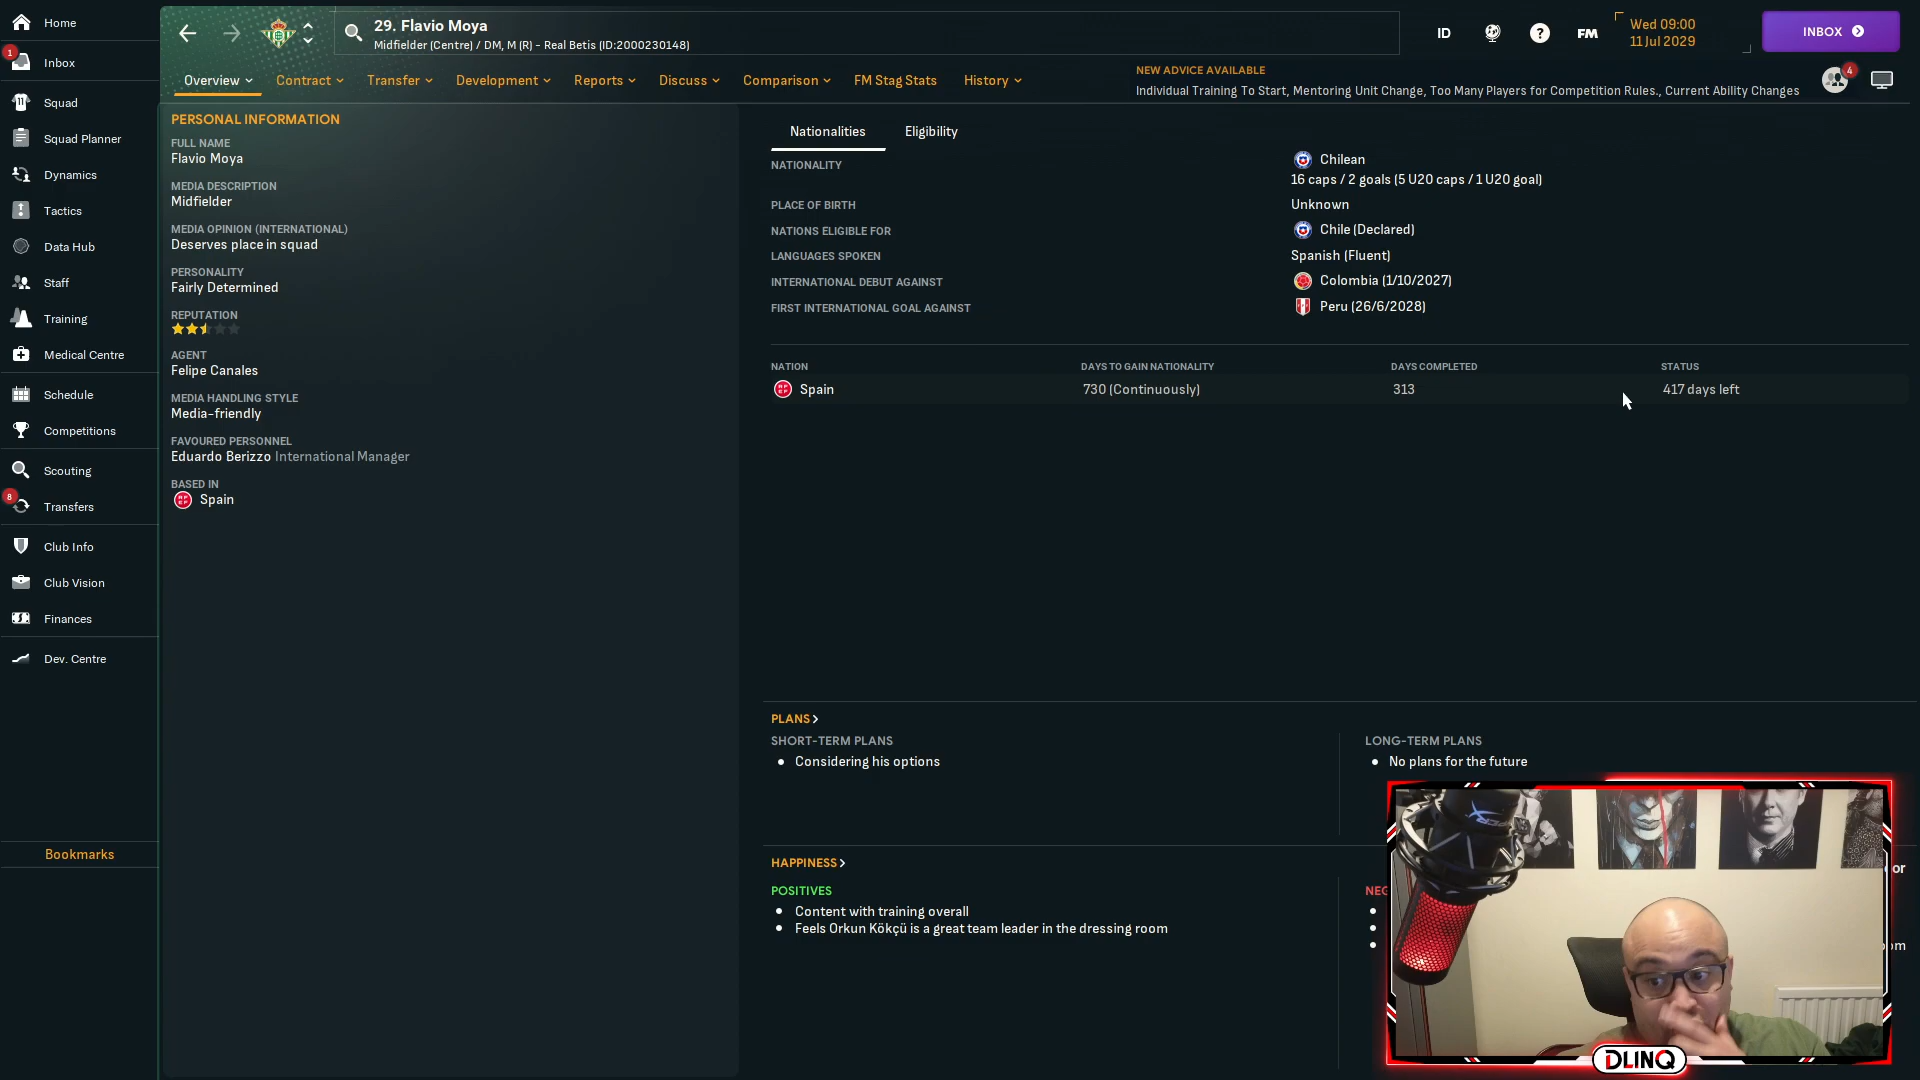 Home
Inbox
1
Squad
Squad Planner
Dynamics
Tactics
Data Hub
Staff
Training
Medical Centre
Schedule
Competitions
Scouting
Transfers
8
Club Info
Club Vision
Finances
Dev. Centre
Bookmarks
29. Flavio Moya
Midfielder (Centre) / DM, M (R) - Real Betis (ID:2000230148)
ID
?
FM
Wed 09:00
11 Jul 2029
INBOX
Overview
Contract
Transfer
Development
Reports
Discuss
Comparison
FM Stag Stats
History
NEW ADVICE AVAILABLE
Individual Training To Start, Mentoring Unit Change, Too Many Players for Competition Rules., Current Ability Changes
4
PERSONAL INFORMATION
FULL NAME
Flavio Moya
MEDIA DESCRIPTION
Midfielder
MEDIA OPINION (INTERNATIONAL)
Deserves place in squad
PERSONALITY
Fairly Determined
REPUTATION
AGENT
Felipe Canales
MEDIA HANDLING STYLE
Media-friendly
FAVOURED PERSONNEL
Eduardo Berizzo International Manager
BASED IN
Spain
Nationalities
Eligibility
NATIONALITY
Chilean
16 caps / 2 goals (5 U20 caps / 1 U20 goal)
PLACE OF BIRTH
Unknown
NATIONS ELIGIBLE FOR
Chile (Declared)
LANGUAGES SPOKEN
Spanish (Fluent)
INTERNATIONAL DEBUT AGAINST
Colombia (1/10/2027)
FIRST INTERNATIONAL GOAL AGAINST
Peru (26/6/2028)
NATION
DAYS TO GAIN NATIONALITY
DAYS COMPLETED
STATUS
Spain
730 (Continuously)
313
417 days left
PLANS
SHORT-TERM PLANS
Considering his options
LONG-TERM PLANS
No plans for the future
HAPPINESS
POSITIVES
Content with training overall
Feels Orkun Kökçü is a great team leader in the dressing room
NEG
or
om
DLINQ